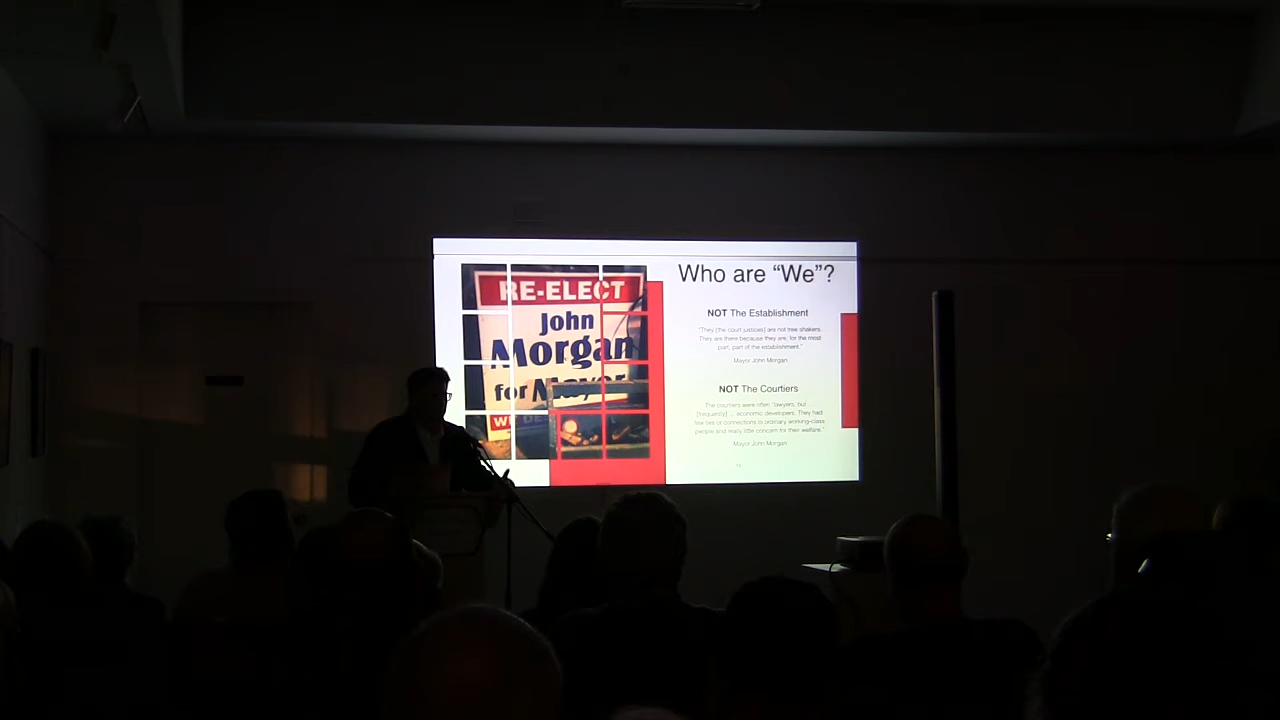 RE-ELECT
John
Morgan
for Mayor
Who are “We”?
NOT The Establishment
“They [the court justices] are not tree shakers.
They are there because they are, for the most
part, part of the establishment.”
Mayor John Morgan
NOT The Courtiers
The courtiers were often “lawyers, but ...
[frequently] ... economic developers. They had
few ties or connections to ordinary working-class
people and really little concern for their welfare.”
Mayor John Morgan